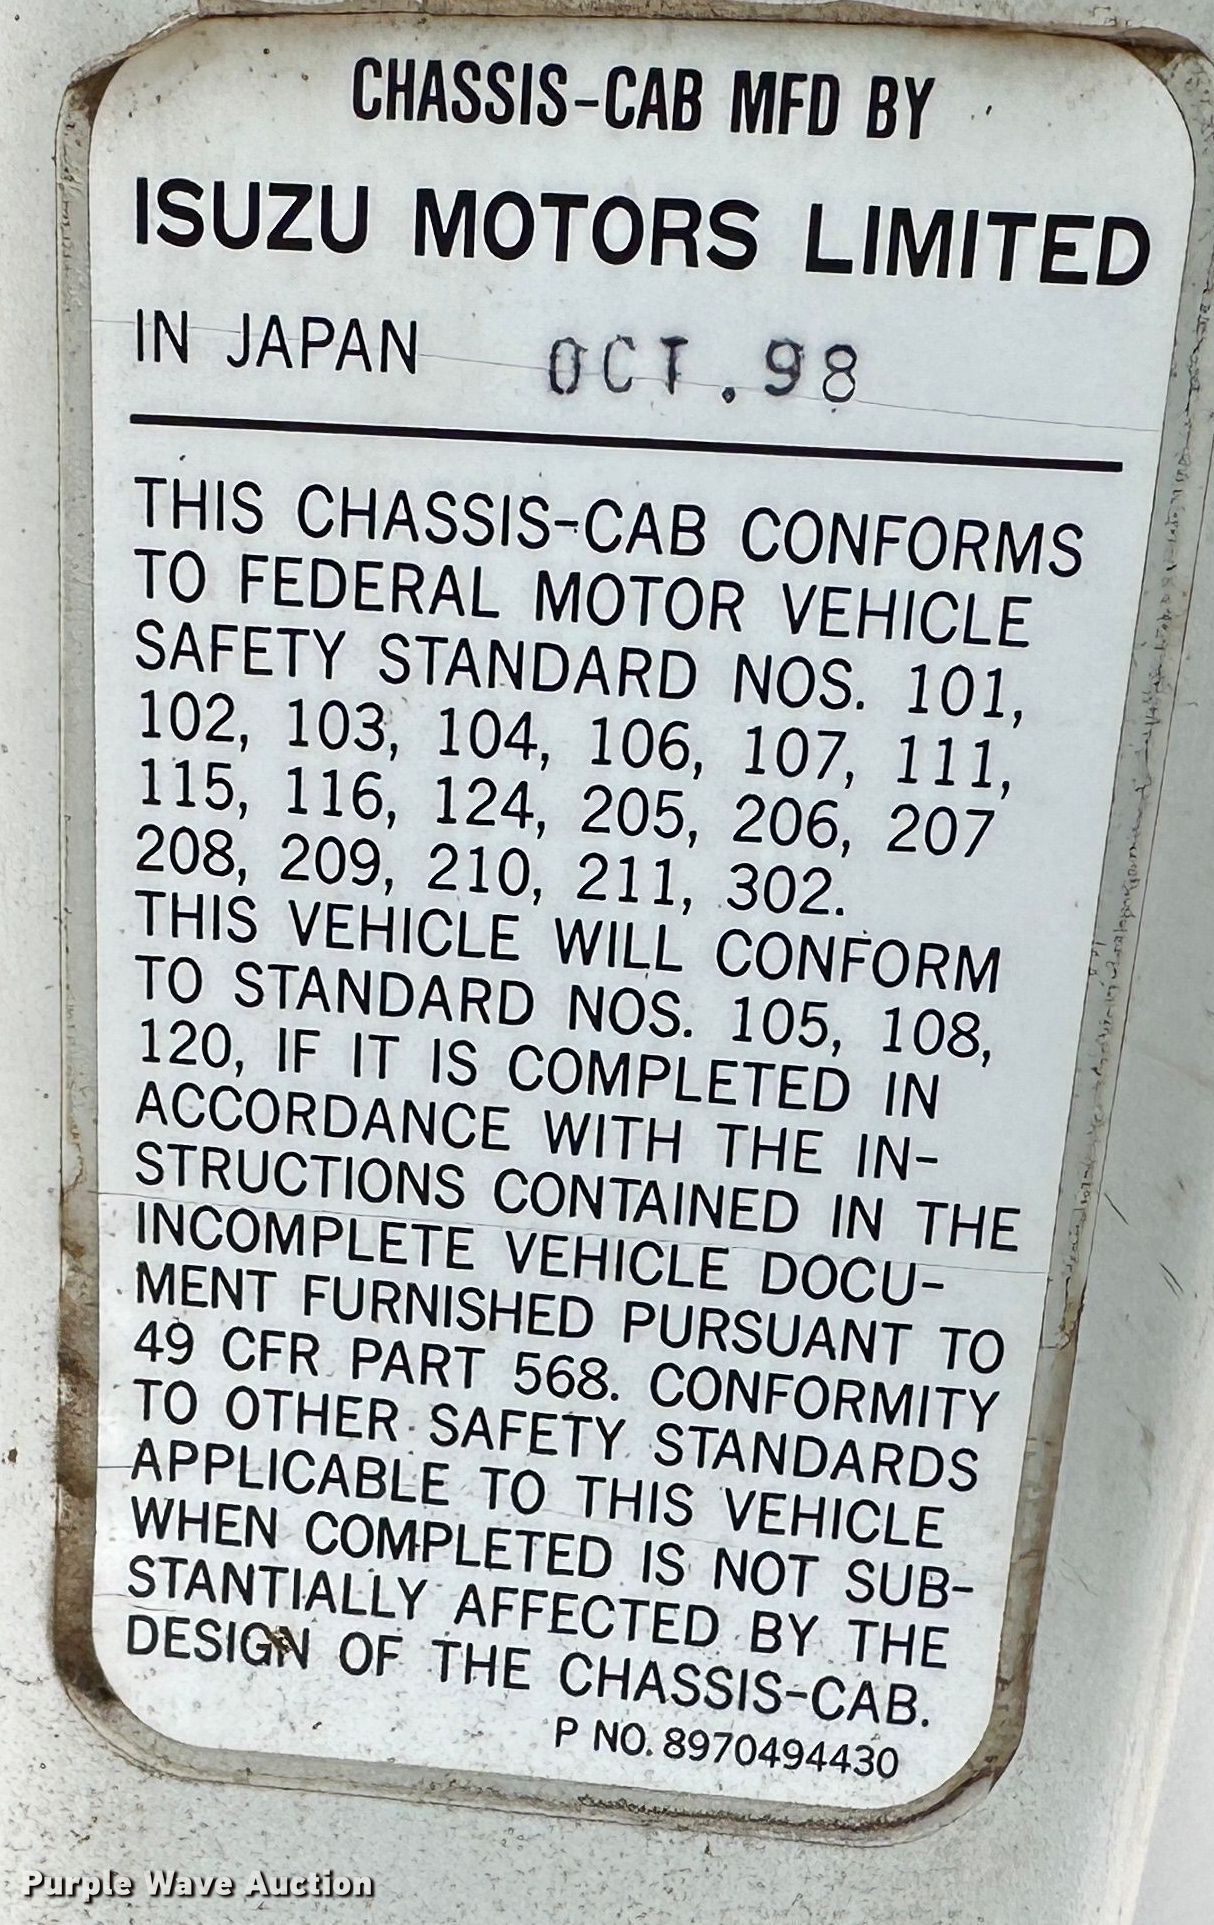 CHASSIS-CAB MFD BY
ISUZU MOTORS LIMITED
IN JAPAN OCT.98
THIS CHASSIS-CAB CONFORMS
TO FEDERAL MOTOR VEHICLE
SAFETY STANDARD NOS. 101,
102, 103, 104, 106, 107, 111,
115, 116, 124, 205, 206, 207
208, 209, 210, 211, 302.
THIS VEHICLE WILL CONFORM
TO STANDARD NOS. 105, 108,
120, IF IT IS COMPLETED IN
ACCORDANCE WITH THE IN-
STRUCTIONS CONTAINED IN THE
INCOMPLETE VEHICLE DOCU-
MENT FURNISHED PURSUANT TO
49 CFR PART 568. CONFORMITY
TO OTHER SAFETY STANDARDS
APPLICABLE TO THIS VEHICLE
WHEN COMPLETED IS NOT SUB-
STANTIALLY AFFECTED BY THE
DESIGN OF THE CHASSIS-CAB.
P NO. 8970494430
Purple Wave Auction